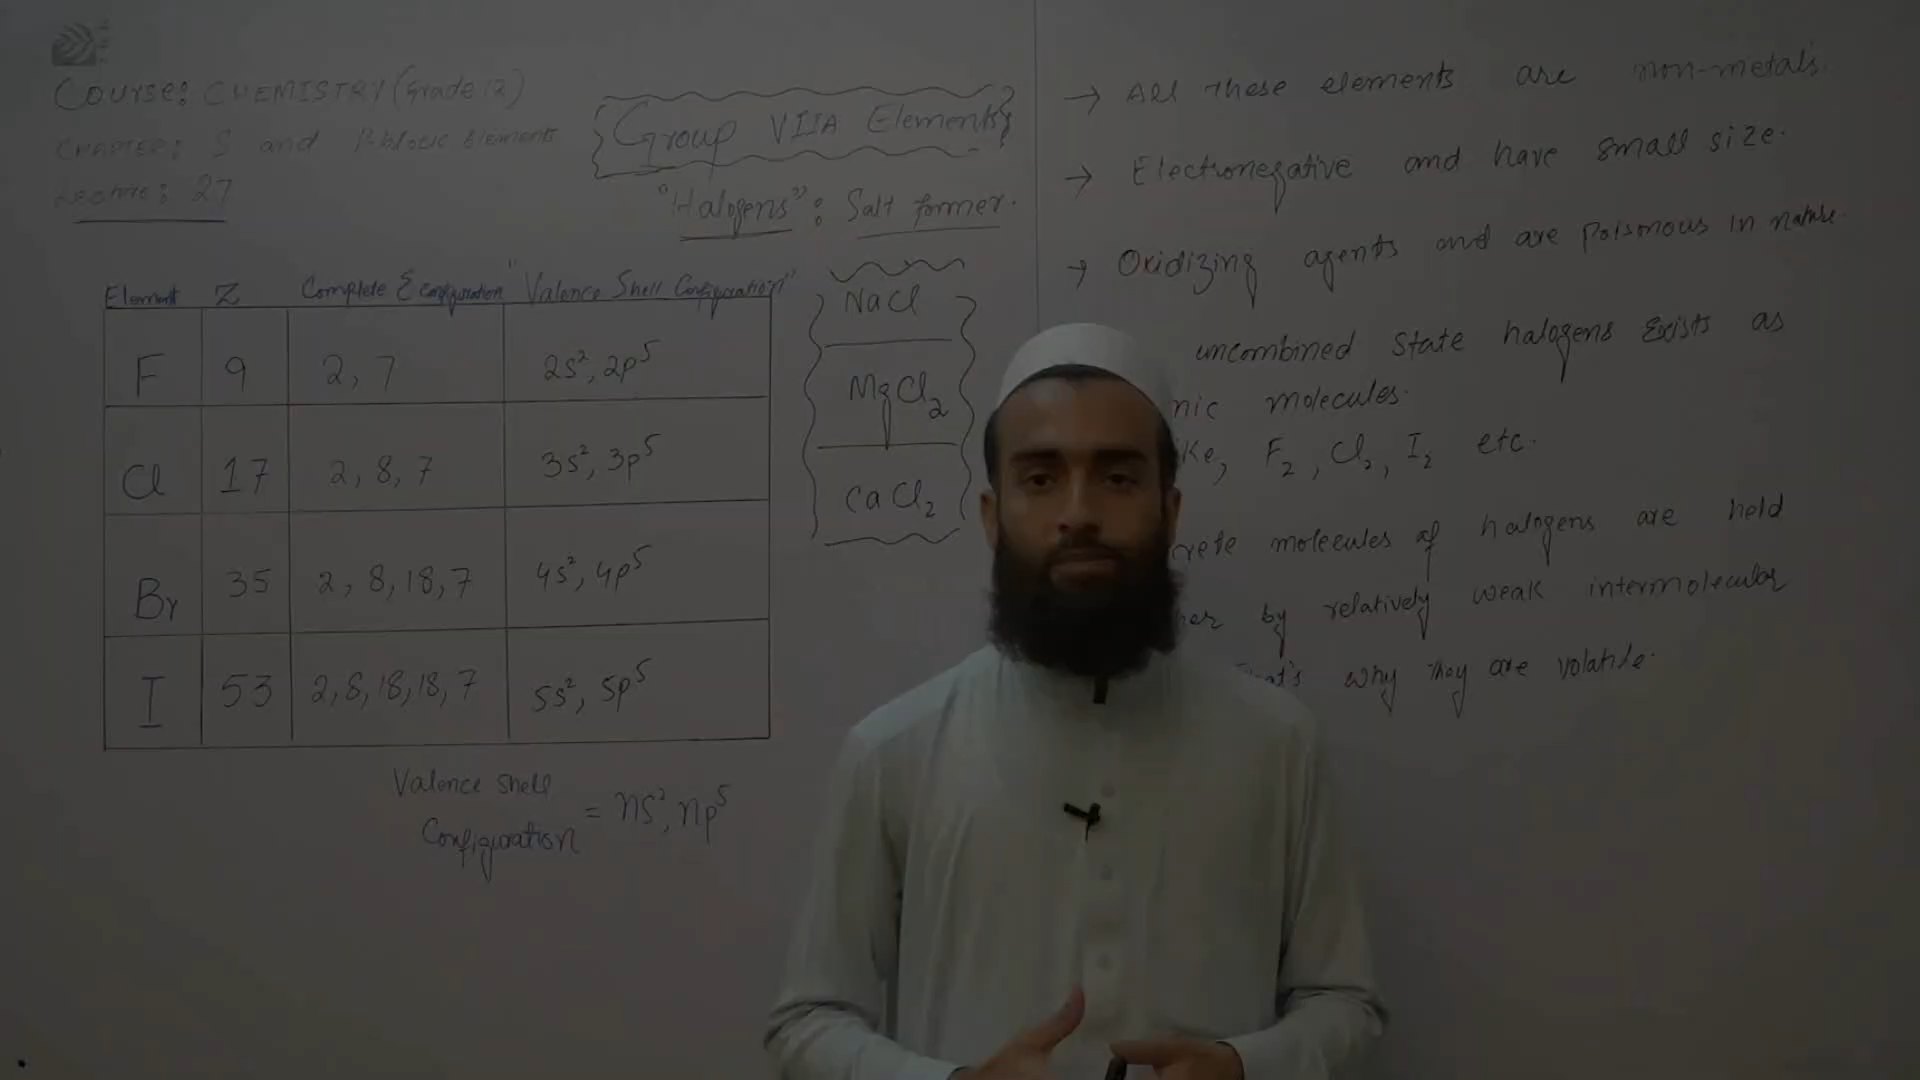 Course: CHEMISTRY (Grade 12)
CHAPTER: S and P-block Elements
Lecture: 27
Group VIIA Elements
"Halogens": Salt former.
Element Z Complete E configuration "Valence Shell Configuration"
F 9 2, 7 2s², 2p⁵
Cl 17 2, 8, 7 3s², 3p⁵
Br 35 2, 8, 18, 7 4s², 4p⁵
I 53 2, 8, 18, 18, 7 5s², 5p⁵
Valence shell
Configuration = ns², np⁵
NaCl
MgCl₂
CaCl₂
→ All these elements are non-metals.
→ Electronegative and have small size.
→ Oxidizing agents and are poisonous in nature.
uncombined state halogens exists as
nic molecules.
ke, F₂, Cl₂, I₂ etc.
crete molecules of halogens are held
her by relatively weak intermolecular
at's why they are volatile.